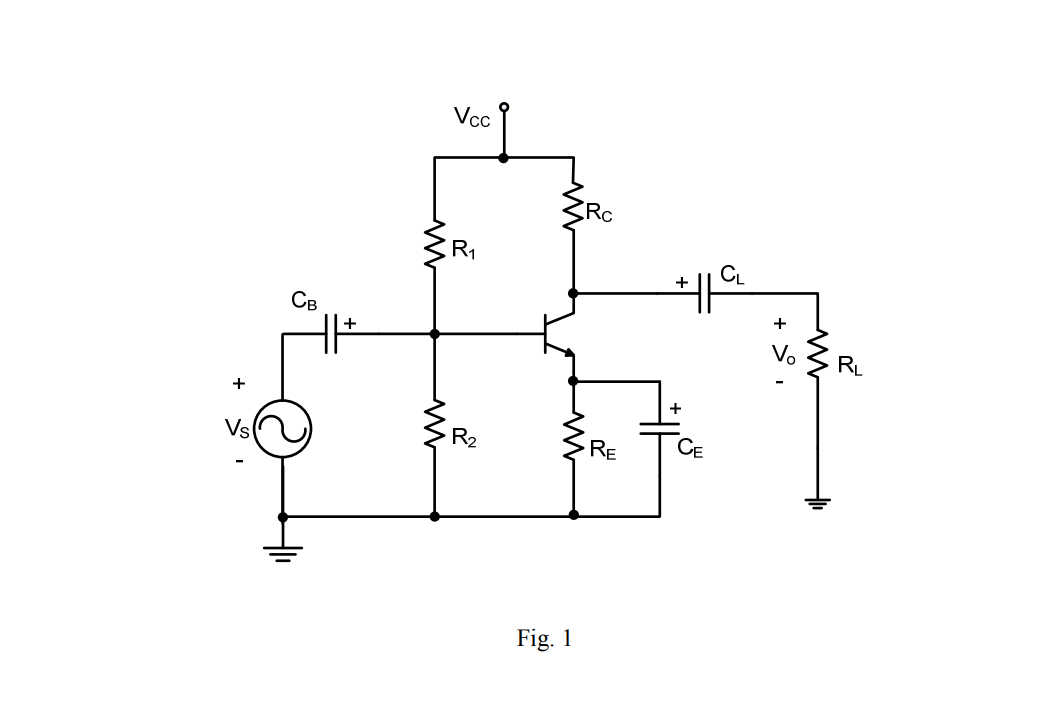 VCC
RC
R1
CB
+
+
CL
+
VS
-
R2
RE
+
CE
+
Vo
-
RL
Fig. 1